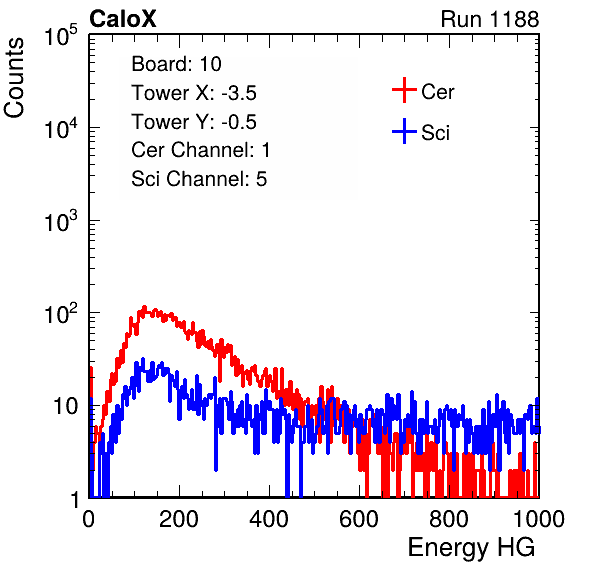 CaloX Run 1188
Counts
Board: 10
Tower X: -3.5
Tower Y: -0.5
Cer Channel: 1
Sci Channel: 5
Cer
Sci
10^5
10^4
10^3
10^2
10
1
0 200 400 600 800 1000
Energy HG